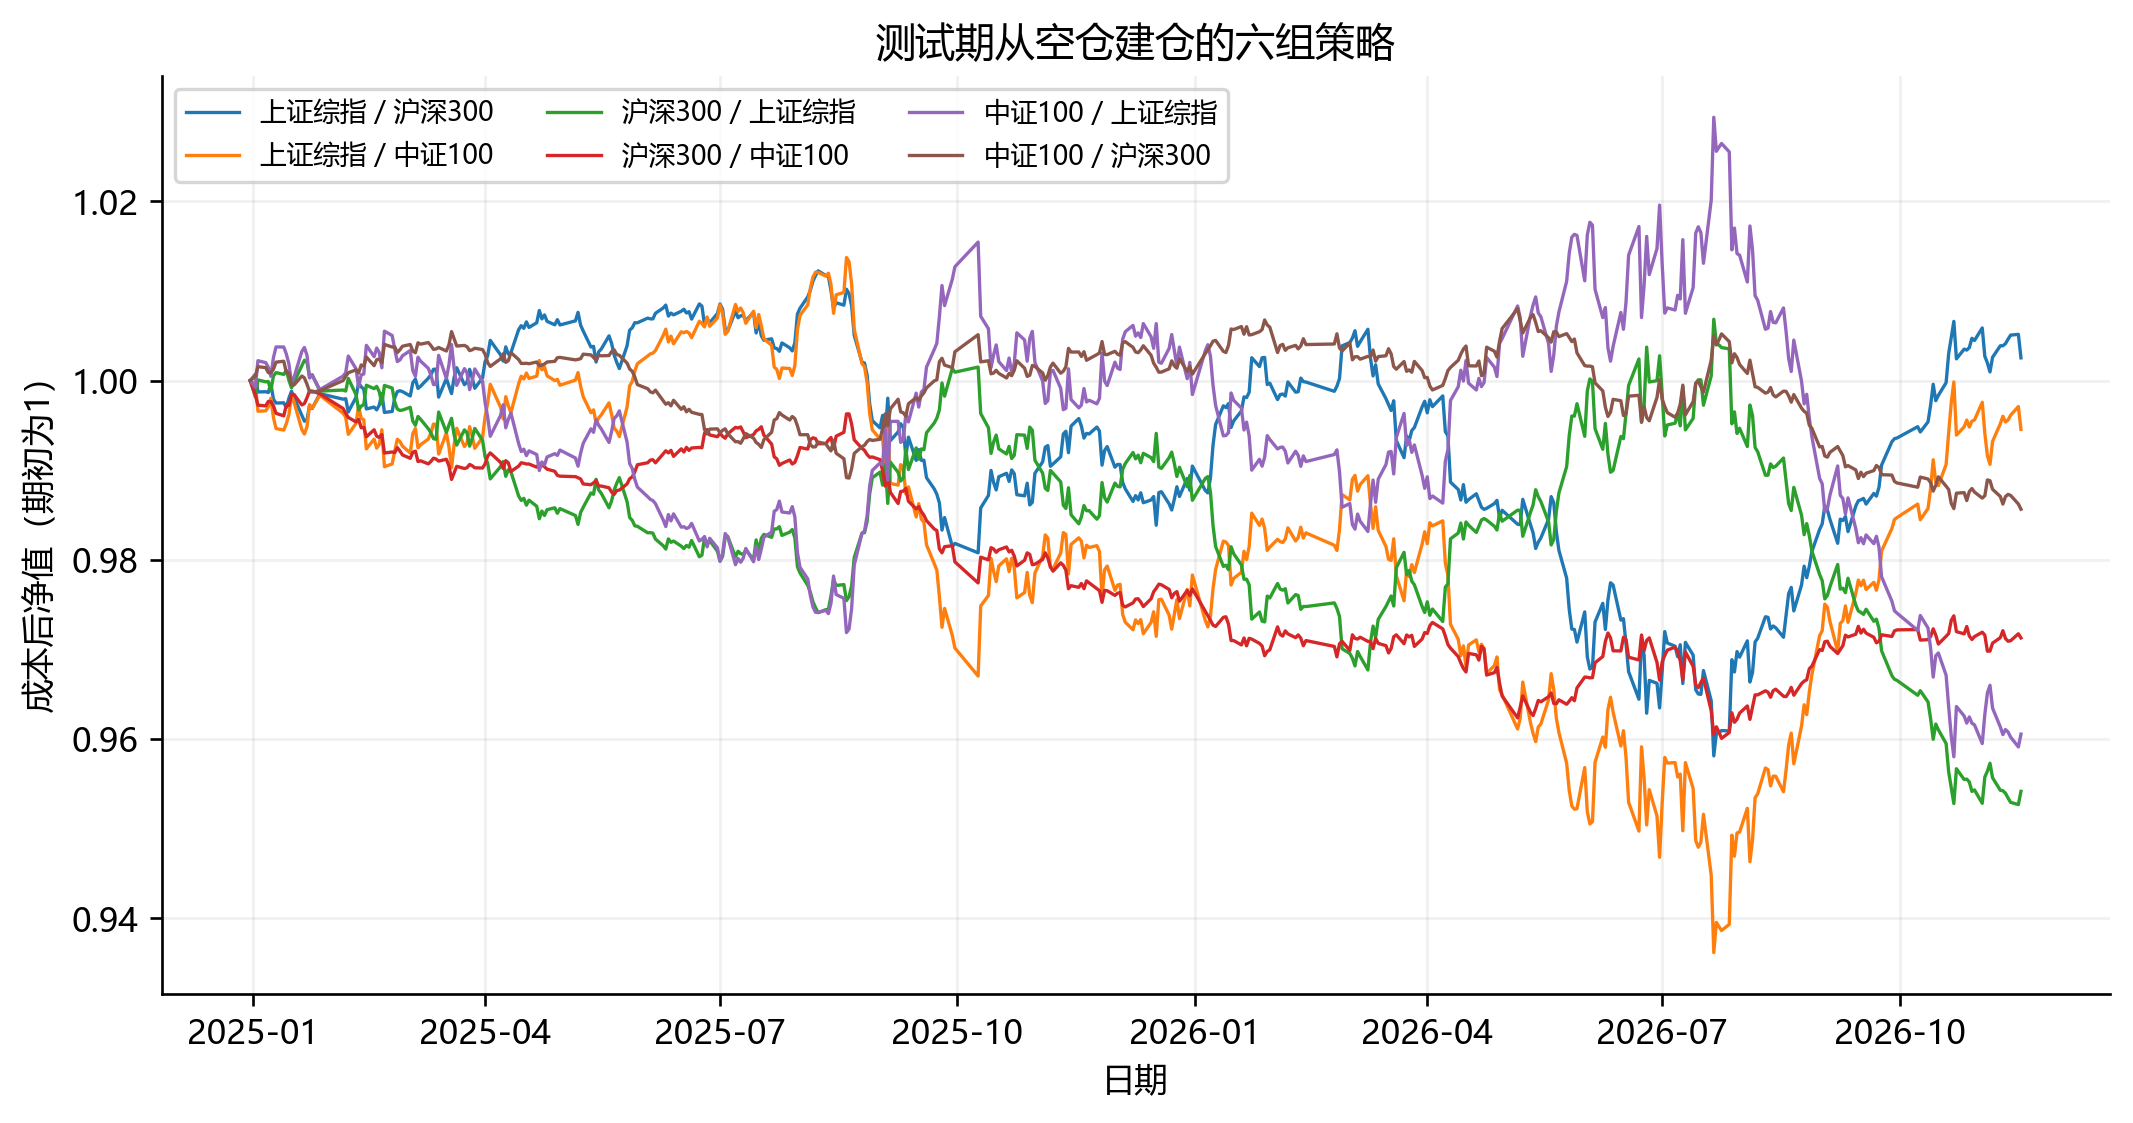 测试期从空仓建仓的六组策略
上证综指 / 沪深300
沪深300 / 上证综指
中证100 / 上证综指
上证综指 / 中证100
沪深300 / 中证100
中证100 / 沪深300
成本后净值（期初为1）
1.02
1.00
0.98
0.96
0.94
2025-01
2025-04
2025-07
2025-10
2026-01
2026-04
2026-07
2026-10
日期